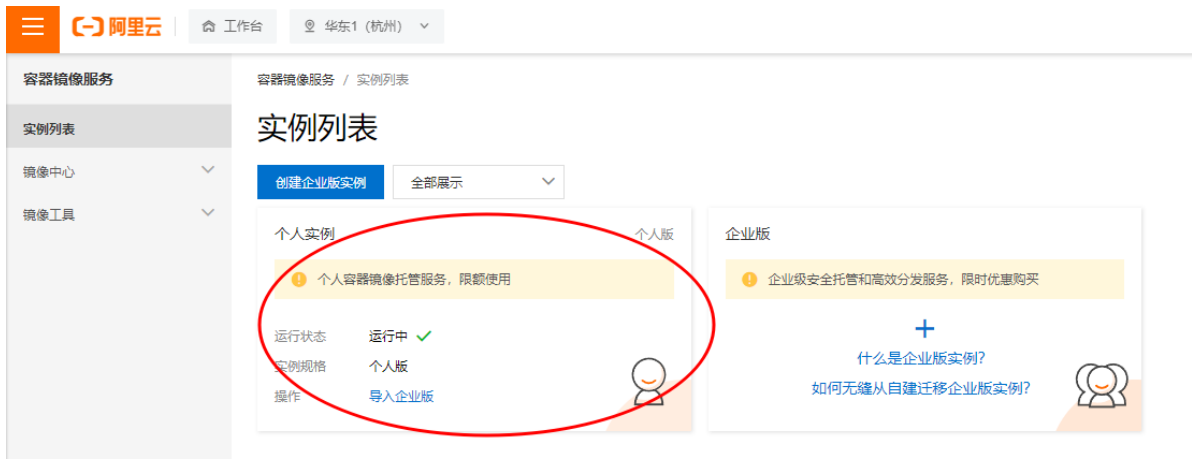 阿里云 工作台 华东1（杭州）
容器镜像服务
实例列表
镜像中心
镜像工具
容器镜像服务 / 实例列表
实例列表
创建企业版实例 全部展示
个人实例 个人版
个人容器镜像托管服务，限额使用
运行状态 运行中
实例规格 个人版
操作 导入企业版
企业版
企业级安全托管和高效分发服务，限时优惠购买
什么是企业版实例？
如何无缝从自建迁移企业版实例？